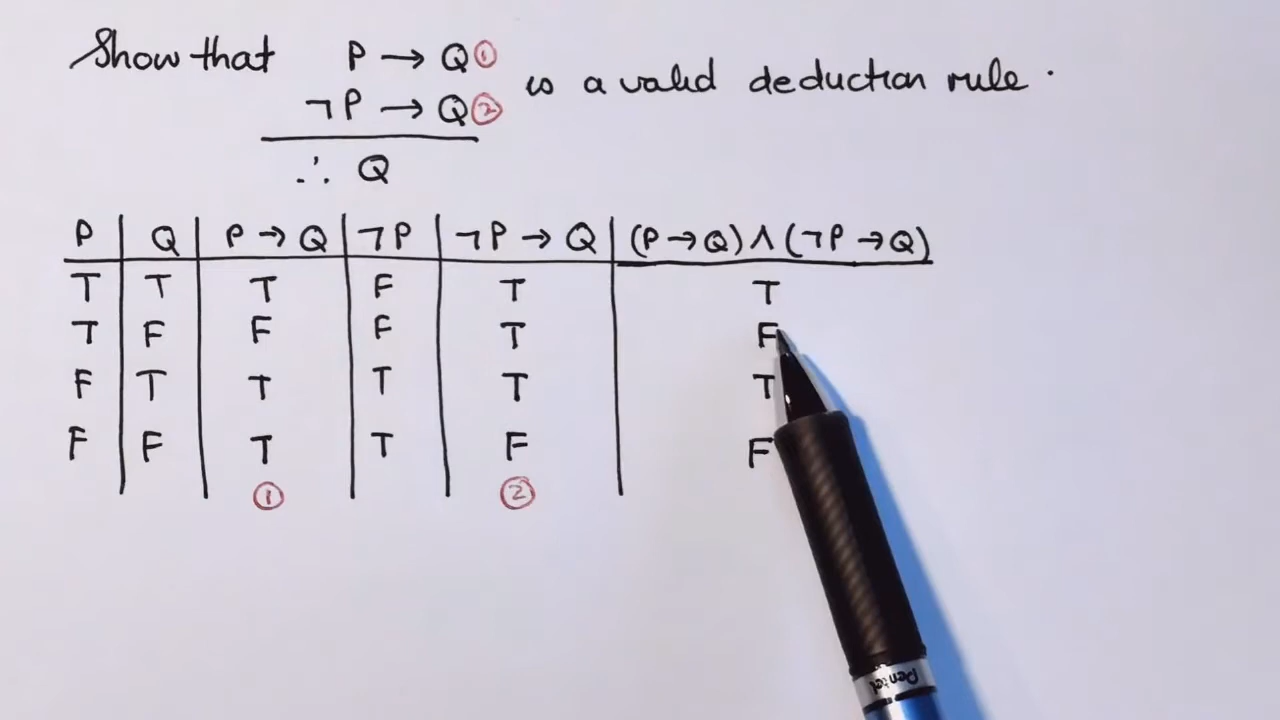 Show that P → Q ①
¬P → Q ② is a valid deduction rule.
∴ Q
P Q P → Q ¬P ¬P → Q (P → Q) ∧ (¬P → Q)
T T T F T T
T F F F T F
F T T T T T
F F T T F F
① ②
Pentel